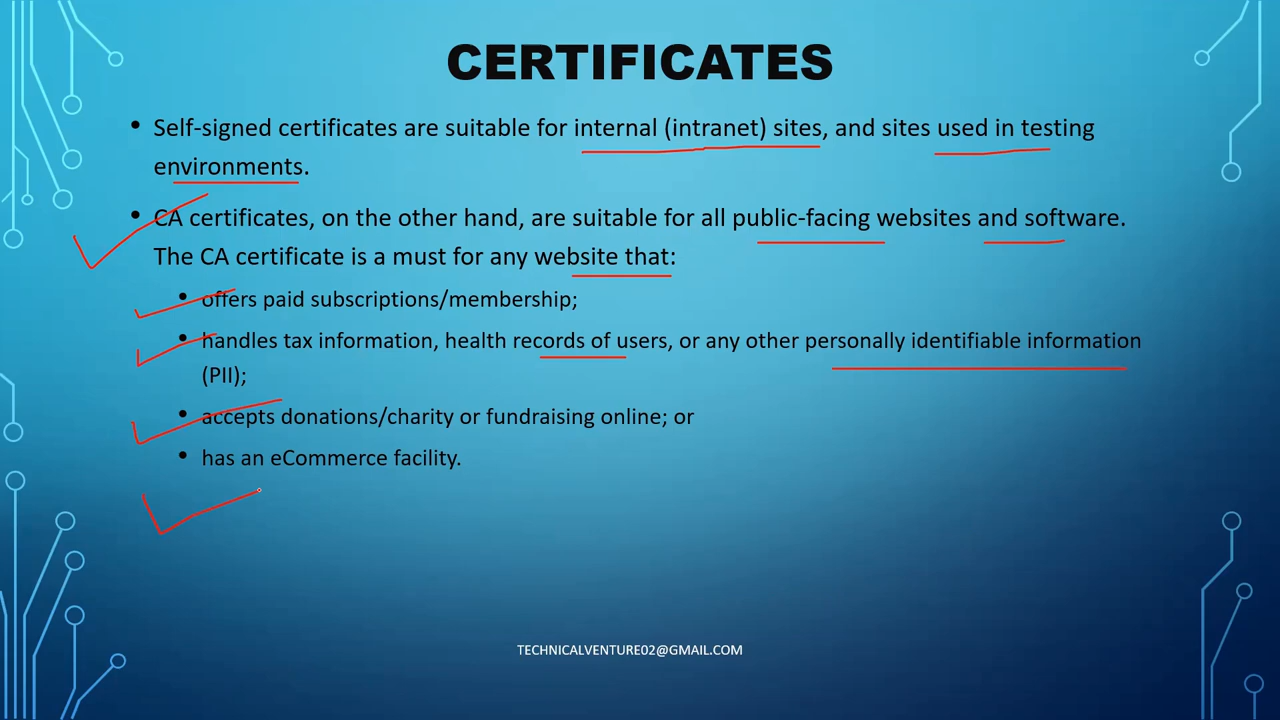 CERTIFICATES
• Self-signed certificates are suitable for internal (intranet) sites, and sites used in testing
environments.
• CA certificates, on the other hand, are suitable for all public-facing websites and software.
The CA certificate is a must for any website that:
• offers paid subscriptions/membership;
• handles tax information, health records of users, or any other personally identifiable information
(PII);
• accepts donations/charity or fundraising online; or
• has an eCommerce facility.
TECHNICALVENTURE02@GMAIL.COM